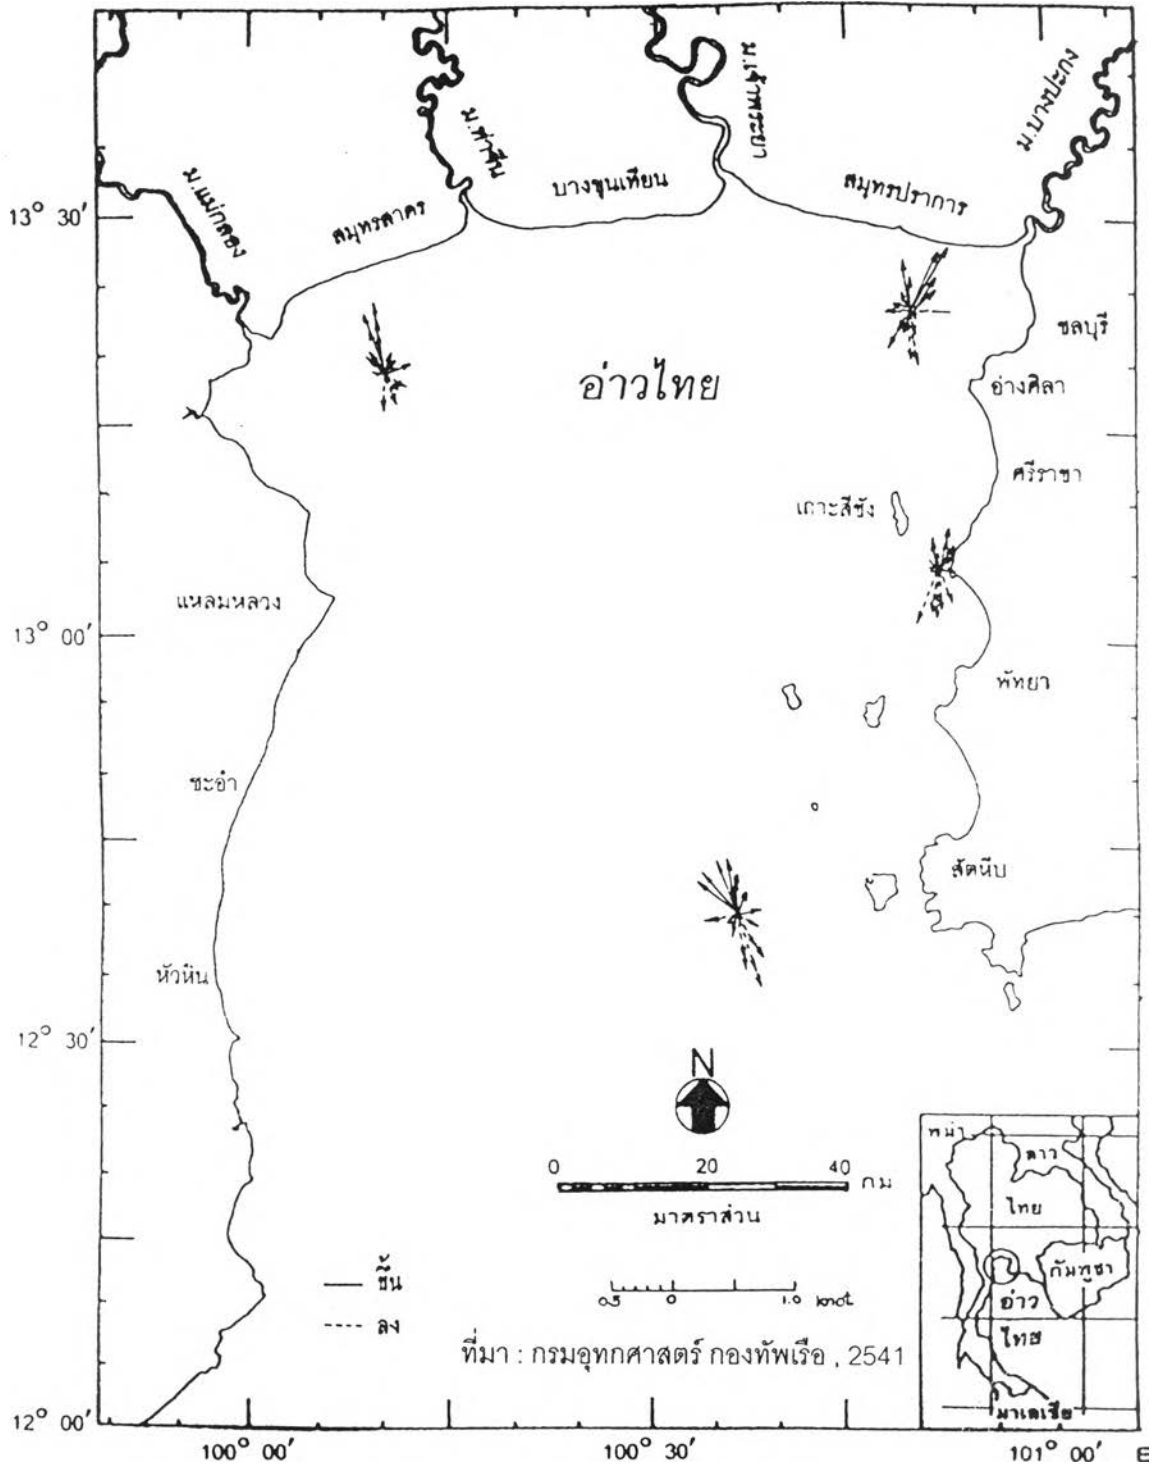 ม.แม่กลอง
สมุทรสาคร
ม.ท่าจีน
บางขุนเทียน
ม.เจ้าพระยา
สมุทรปราการ
ม.บางปะกง
13° 30′
ชลบุรี
อ่าวไทย
อ่างศิลา
ศรีราชา
เกาะสีชัง
แหลมหลวง
13° 00′
พัทยา
ชะอำ
สัตหีบ
หัวหิน
12° 30′
N
0 20 40 กม
มาตราส่วน
ขึ้น
ลง
0.5 0 1.0 knot
ที่มา : กรมอุทกศาสตร์ กองทัพเรือ , 2541
พม่า
ลาว
ไทย
กัมพูชา
อ่าว
ไทย
มาเลเซีย
12° 00′
100° 00′ 100° 30′ 101° 00′ E